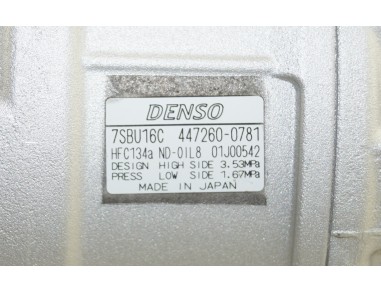 DENSO
7SBU16C 447260-0781
HFC134a ND-OIL8 01J00542
DESIGN HIGH SIDE 3.53MPa
PRESS LOW SIDE 1.67MPa
MADE IN JAPAN